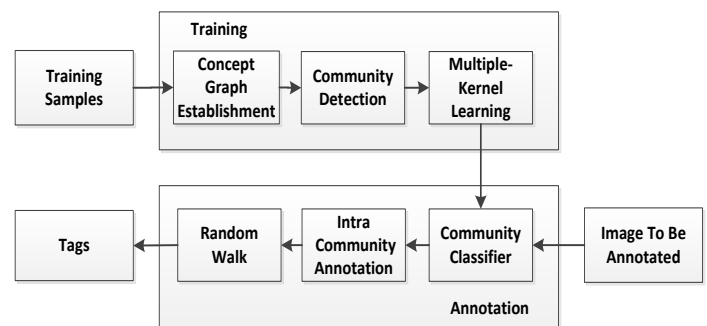 Training
Training
Samples
Concept
Graph
Establishment
Community
Detection
Multiple-
Kernel
Learning
Tags
Random
Walk
Intra
Community
Annotation
Community
Classifier
Image To Be
Annotated
Annotation